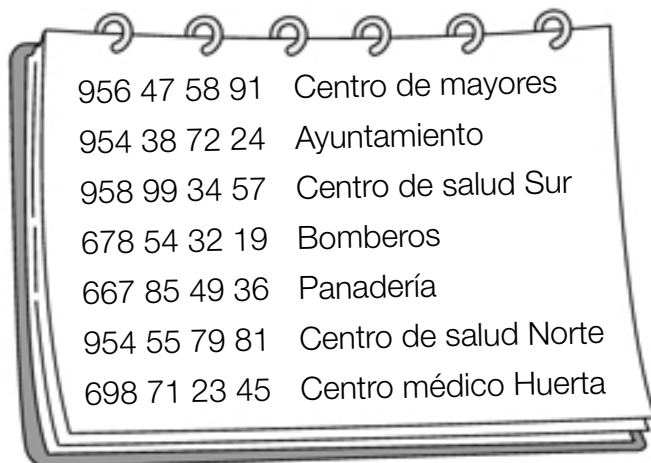 956 47 58 91 Centro de mayores
954 38 72 24 Ayuntamiento
958 99 34 57 Centro de salud Sur
678 54 32 19 Bomberos
667 85 49 36 Panadería
954 55 79 81 Centro de salud Norte
698 71 23 45 Centro médico Huerta